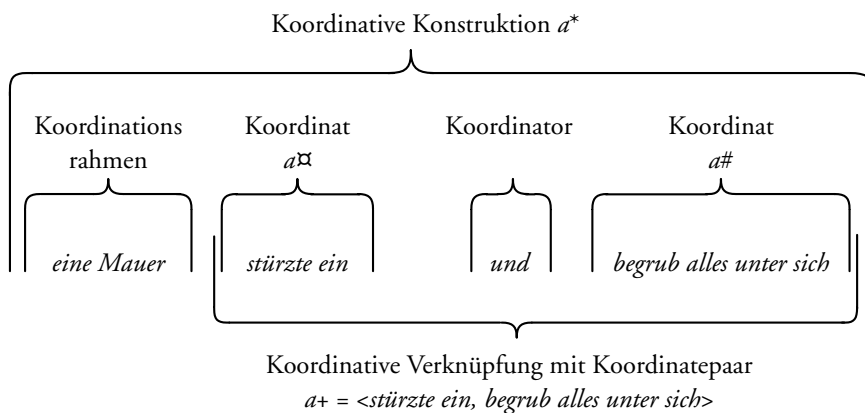 Koordinative Konstruktion a*
Koordinations Koordinat Koordinator Koordinat
rahmen a¤ a#
eine Mauer stürzte ein und begrub alles unter sich
Koordinative Verknüpfung mit Koordinatepaar
a+ = <stürzte ein, begrub alles unter sich>